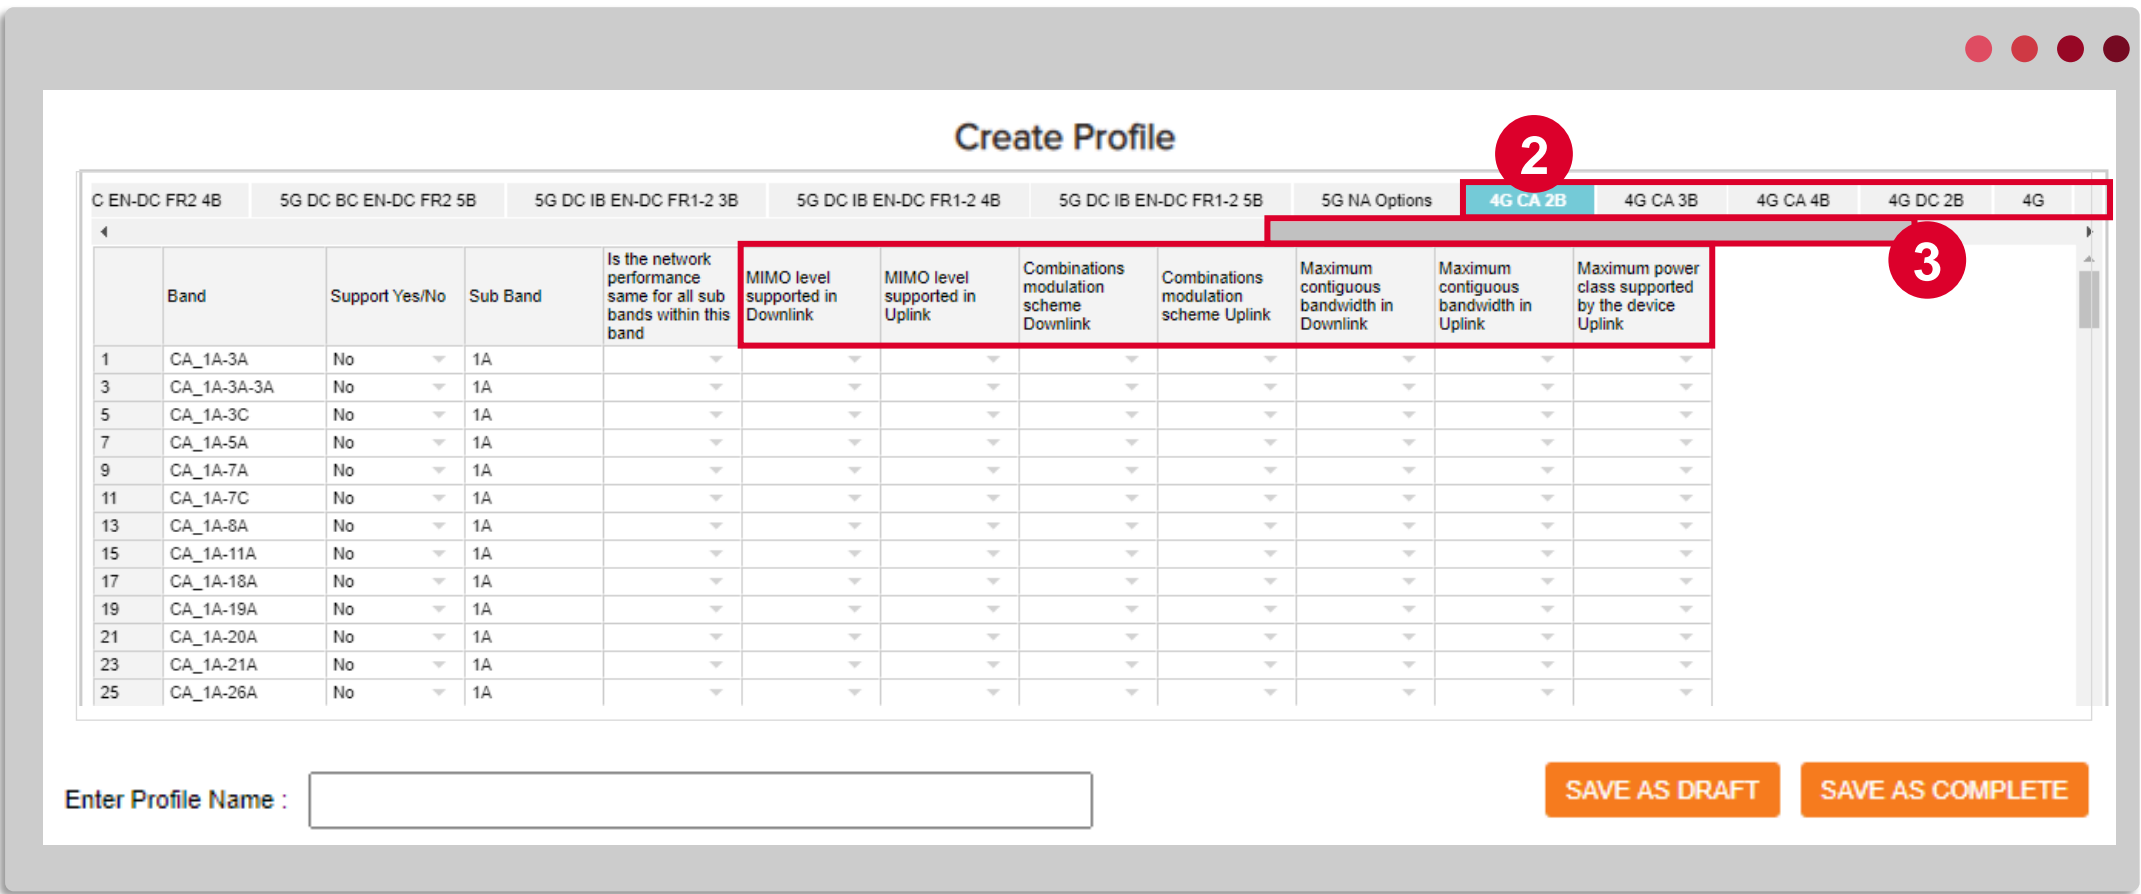 Create Profile
2
C EN-DC FR2 4B 5G DC BC EN-DC FR2 5B 5G DC IB EN-DC FR1-2 3B 5G DC IB EN-DC FR1-2 4B 5G DC IB EN-DC FR1-2 5B 5G NA Options 4G CA 2B 4G CA 3B 4G CA 4B 4G DC 2B 4G
3
Band
Support Yes/No
Sub Band
Is the network
performance
same for all sub
bands within this
band
MIMO level
supported in
Downlink
MIMO level
supported in
Uplink
Combinations
modulation
scheme
Downlink
Combinations
modulation
scheme Uplink
Maximum
contiguous
bandwidth in
Downlink
Maximum
contiguous
bandwidth in
Uplink
Maximum power
class supported
by the device
Uplink
1 CA_1A-3A No 1A
3 CA_1A-3A-3A No 1A
5 CA_1A-3C No 1A
7 CA_1A-5A No 1A
9 CA_1A-7A No 1A
11 CA_1A-7C No 1A
13 CA_1A-8A No 1A
15 CA_1A-11A No 1A
17 CA_1A-18A No 1A
19 CA_1A-19A No 1A
21 CA_1A-20A No 1A
23 CA_1A-21A No 1A
25 CA_1A-26A No 1A
Enter Profile Name :
SAVE AS DRAFT
SAVE AS COMPLETE